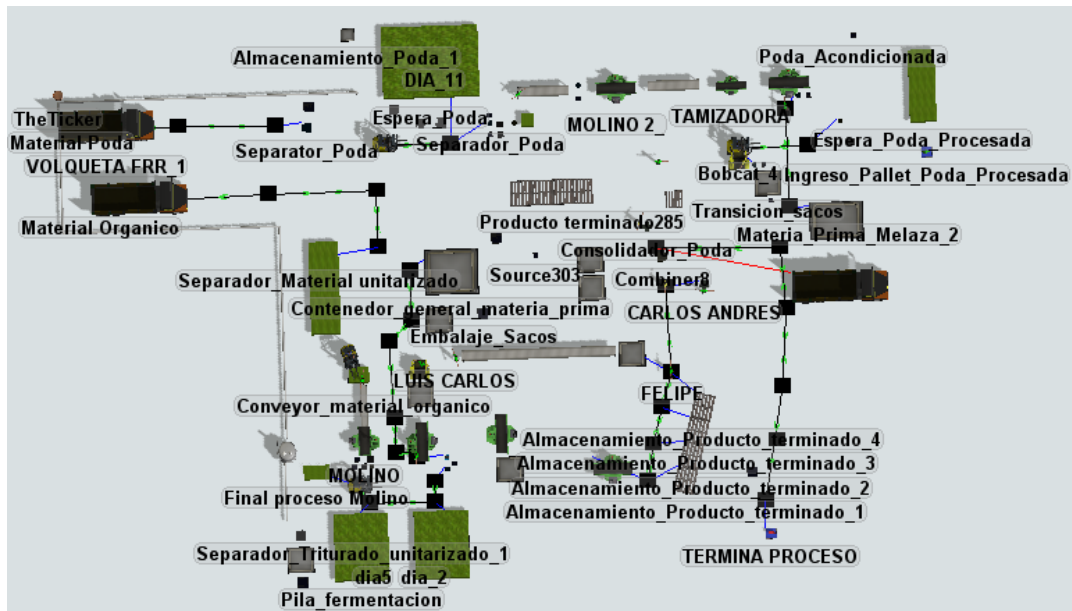 Almacenamiento_Poda_1
DIA_11
Poda_Acondicionada
TheTicker
Material Poda
VOLQUETA FRR_1
Espera_Poda
Separator_Poda
Separador_Poda
MOLINO 2_
TAMIZADORA
Espera_Poda_Procesada
Bobcat_4
Ingreso_Pallet_Poda_Procesada
Material Organico
Producto terminado285
Transicion_sacos
Materia_Prima_Melaza_2
Separador_Material unitarizado
Source303
Consolidador_Poda
Combiner8
Contenedor_general_materia_prima
CARLOS ANDRES
Embalaje_Sacos
LUIS CARLOS
FELIPE
Conveyor_material_organico
Almacenamiento_Producto_terminado_4
Almacenamiento_Producto_terminado_3
MOLINO
Almacenamiento_Producto_terminado_2
Final proceso Molino
Almacenamiento_Producto_terminado_1
Separador_Triturado_unitarizado_1
TERMINA PROCESO
dia5
dia_2
Pila_fermentacion